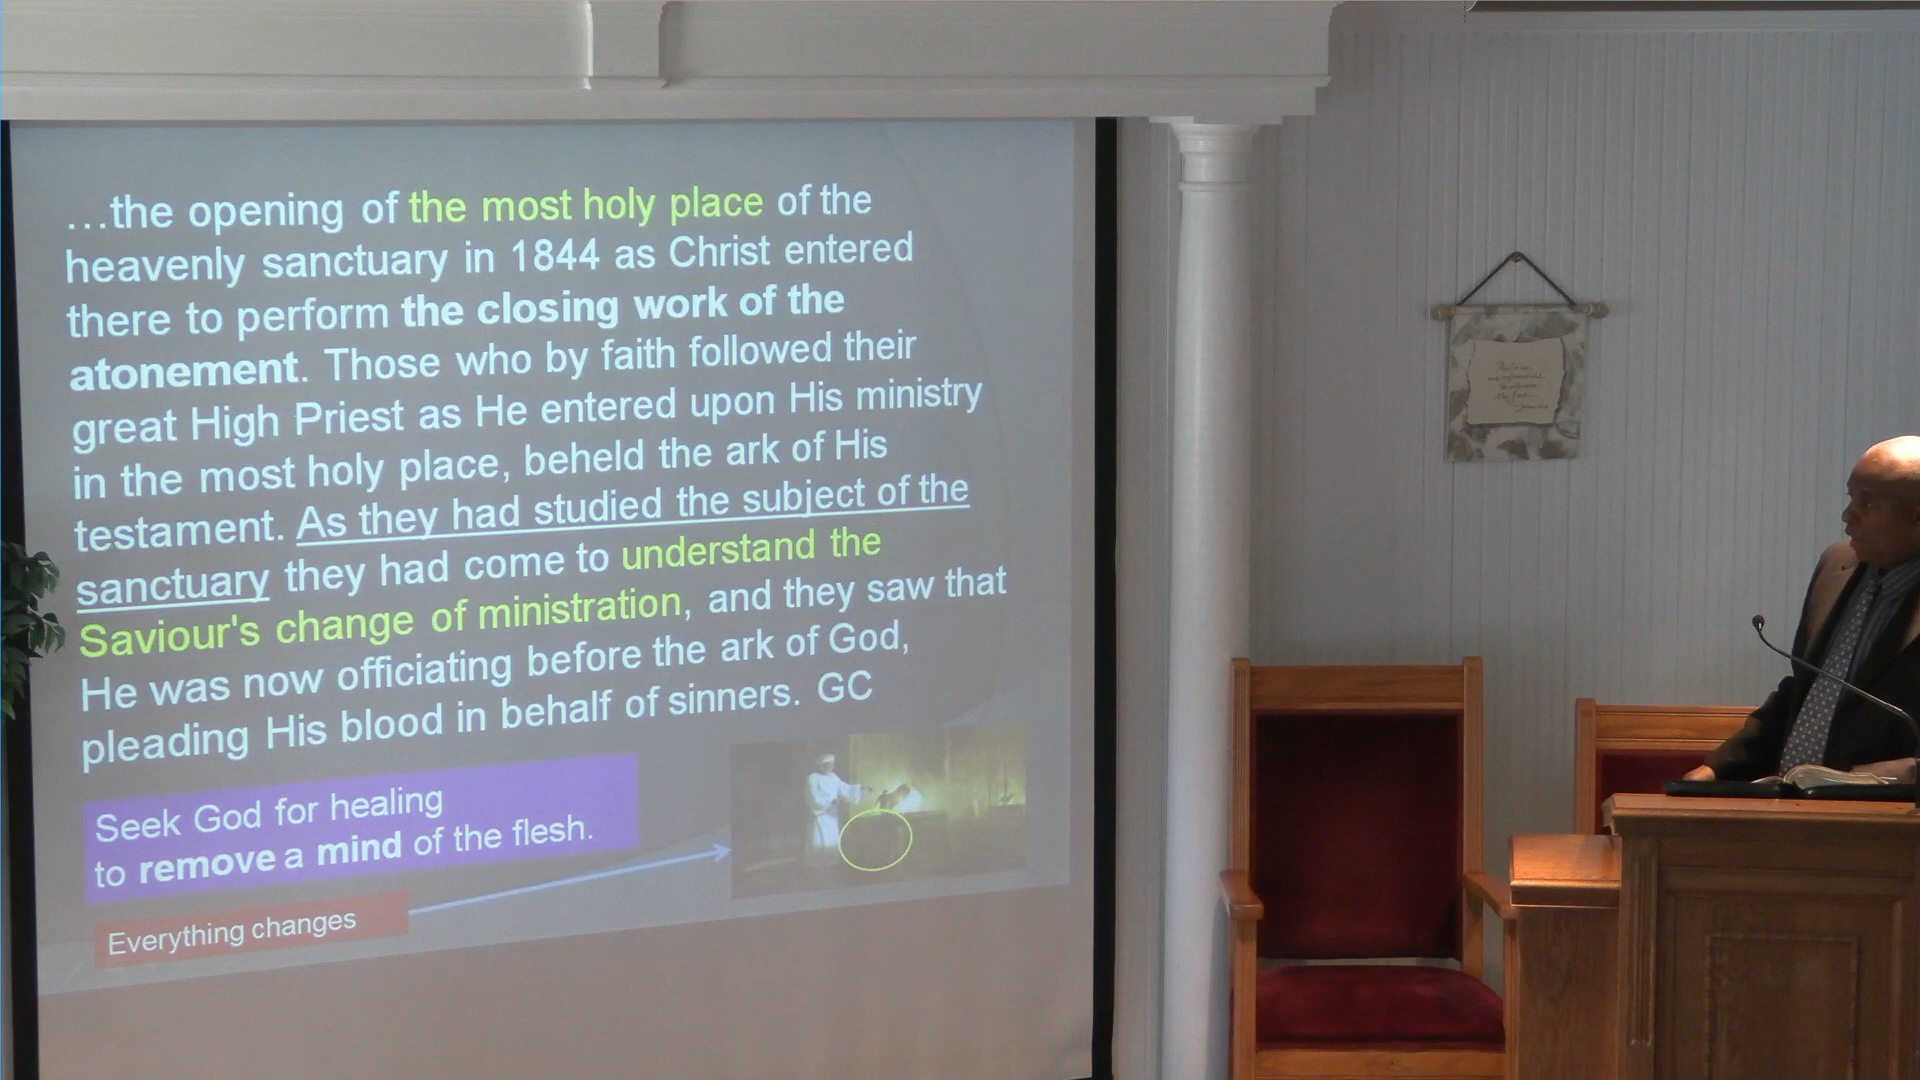 ...the opening of the most holy place of the
heavenly sanctuary in 1844 as Christ entered
there to perform the closing work of the
atonement. Those who by faith followed their
great High Priest as He entered upon His ministry
in the most holy place, beheld the ark of His
testament. As they had studied the subject of the
sanctuary they had come to understand the
Saviour's change of ministration, and they saw that
He was now officiating before the ark of God,
pleading His blood in behalf of sinners. GC
Seek God for healing
to remove a mind of the flesh.
Everything changes